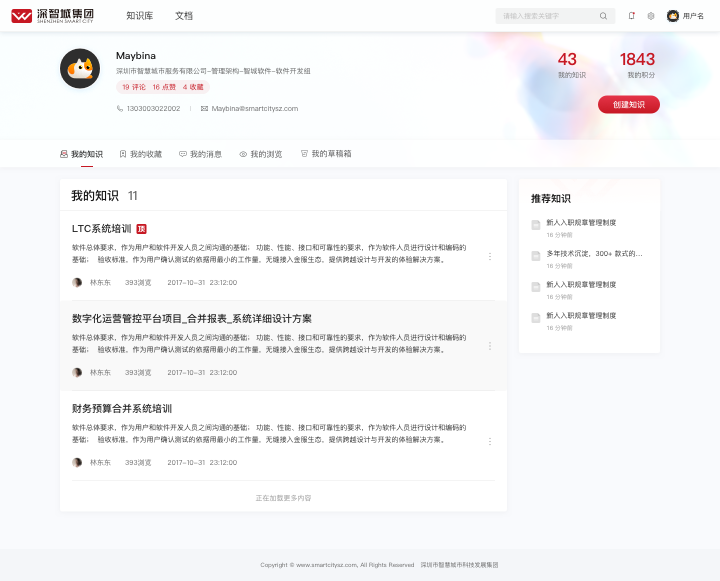 深智城集团
SHENZHEN SMART CITY
知识库
文档
请输入搜索关键字
用户名
Maybina
深圳市智慧城市服务有限公司-管理架构-智城软件-软件开发组
19 评论 16 点赞 4 收藏
1303003022002 | Maybina@smartcitysz.com
43
我的知识
1843
我的积分
创建知识
我的知识
我的收藏
我的消息
我的浏览
我的草稿箱
我的知识 11
LTC系统培训 顶
软件总体要求，作为用户和软件开发人员之间沟通的基础； 功能、性能、接口和可靠性的要求，作为软件人员进行设计和编码的
基础； 验收标准，作为用户确认测试的依据用最小的工作量，无缝接入金服生态，提供跨越设计与开发的体验解决方案。
林东东 393浏览 2017-10-31 23:12:00
数字化运营管控平台项目_合并报表_系统详细设计方案
软件总体要求，作为用户和软件开发人员之间沟通的基础； 功能、性能、接口和可靠性的要求，作为软件人员进行设计和编码的
基础； 验收标准，作为用户确认测试的依据用最小的工作量，无缝接入金服生态，提供跨越设计与开发的体验解决方案。
林东东 393浏览 2017-10-31 23:12:00
财务预算合并系统培训
软件总体要求，作为用户和软件开发人员之间沟通的基础； 功能、性能、接口和可靠性的要求，作为软件人员进行设计和编码的
基础； 验收标准，作为用户确认测试的依据用最小的工作量，无缝接入金服生态，提供跨越设计与开发的体验解决方案。
林东东 393浏览 2017-10-31 23:12:00
正在加载更多内容
推荐知识
新人入职规章管理制度
16 分钟前
多年技术沉淀，300+ 款式的...
16 分钟前
新人入职规章管理制度
16 分钟前
新人入职规章管理制度
16 分钟前
Copyright © www.smartcitysz.com, All Rights Reserved 深圳市智慧城市科技发展集团